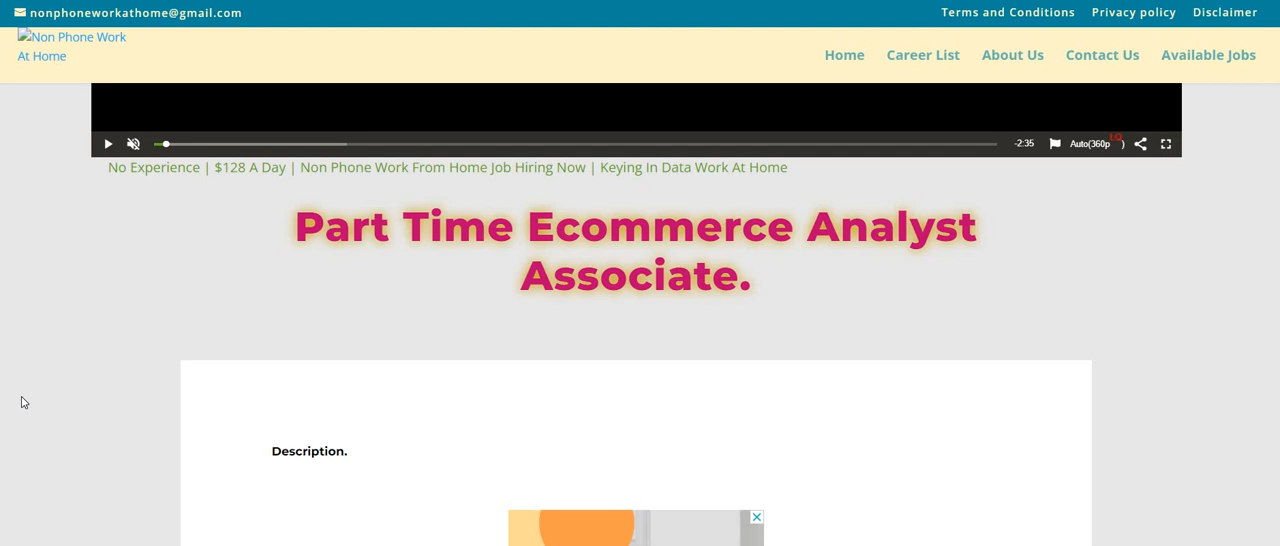 nonphoneworkathome@gmail.com
Terms and Conditions Privacy policy Disclaimer
Non Phone Work
At Home
Home Career List About Us Contact Us Available Jobs
-2:35 Auto(360p LQ )
No Experience | $128 A Day | Non Phone Work From Home Job Hiring Now | Keying In Data Work At Home
Part Time Ecommerce Analyst
Associate.
Description.